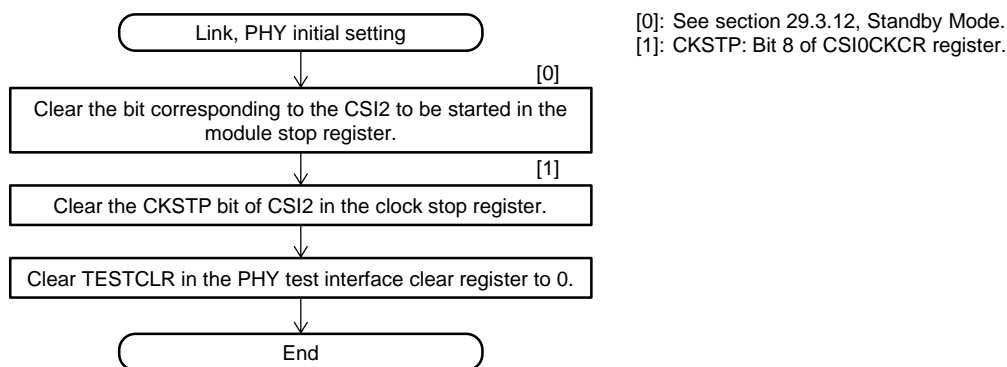 Link, PHY initial setting
[0]: See section 29.3.12, Standby Mode.
[1]: CKSTP: Bit 8 of CSI0CKCR register.
[0]
Clear the bit corresponding to the CSI2 to be started in the
module stop register.
[1]
Clear the CKSTP bit of CSI2 in the clock stop register.
Clear TESTCLR in the PHY test interface clear register to 0.
End